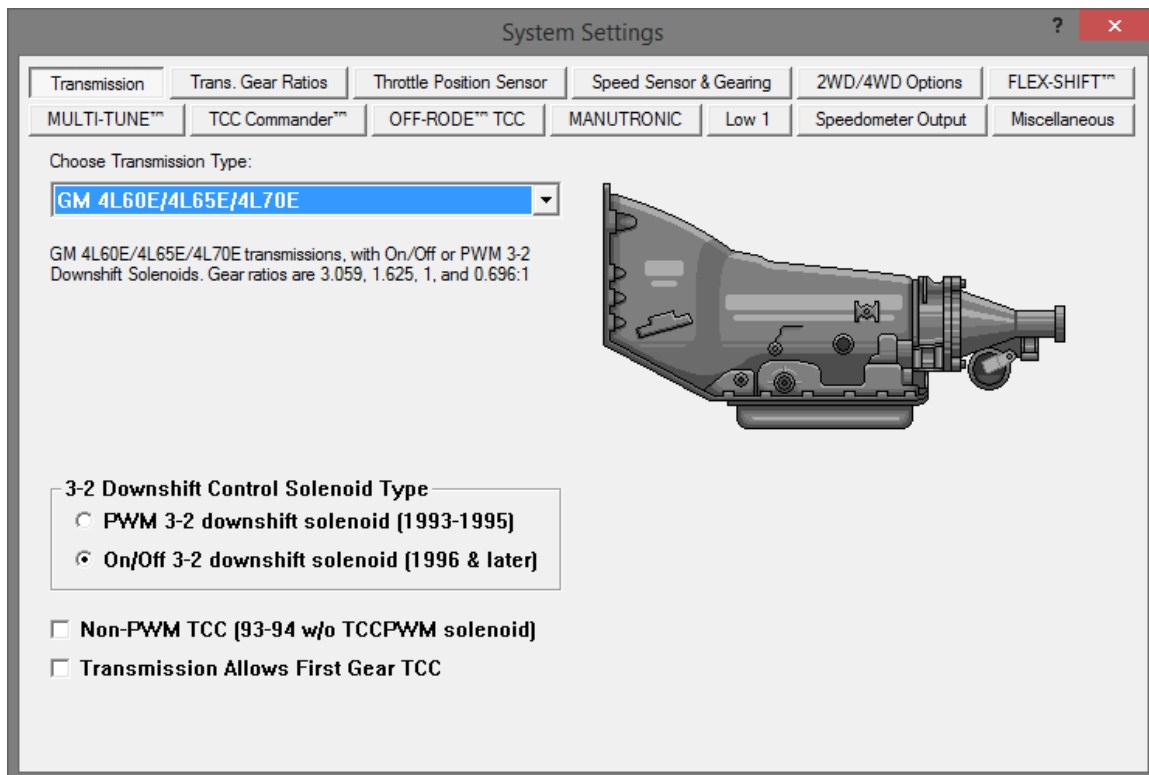 System Settings
?
Transmission
Trans. Gear Ratios
Throttle Position Sensor
Speed Sensor & Gearing
2WD/4WD Options
FLEX-SHIFT™
MULTI-TUNE™
TCC Commander™
OFF-RODE™ TCC
MANUTRONIC
Low 1
Speedometer Output
Miscellaneous
Choose Transmission Type:
GM 4L60E/4L65E/4L70E
GM 4L60E/4L65E/4L70E transmissions, with On/Off or PWM 3-2
Downshift Solenoids. Gear ratios are 3.059, 1.625, 1, and 0.696:1
3-2 Downshift Control Solenoid Type
PWM 3-2 downshift solenoid (1993-1995)
On/Off 3-2 downshift solenoid (1996 & later)
Non-PWM TCC (93-94 w/o TCCPWM solenoid)
Transmission Allows First Gear TCC